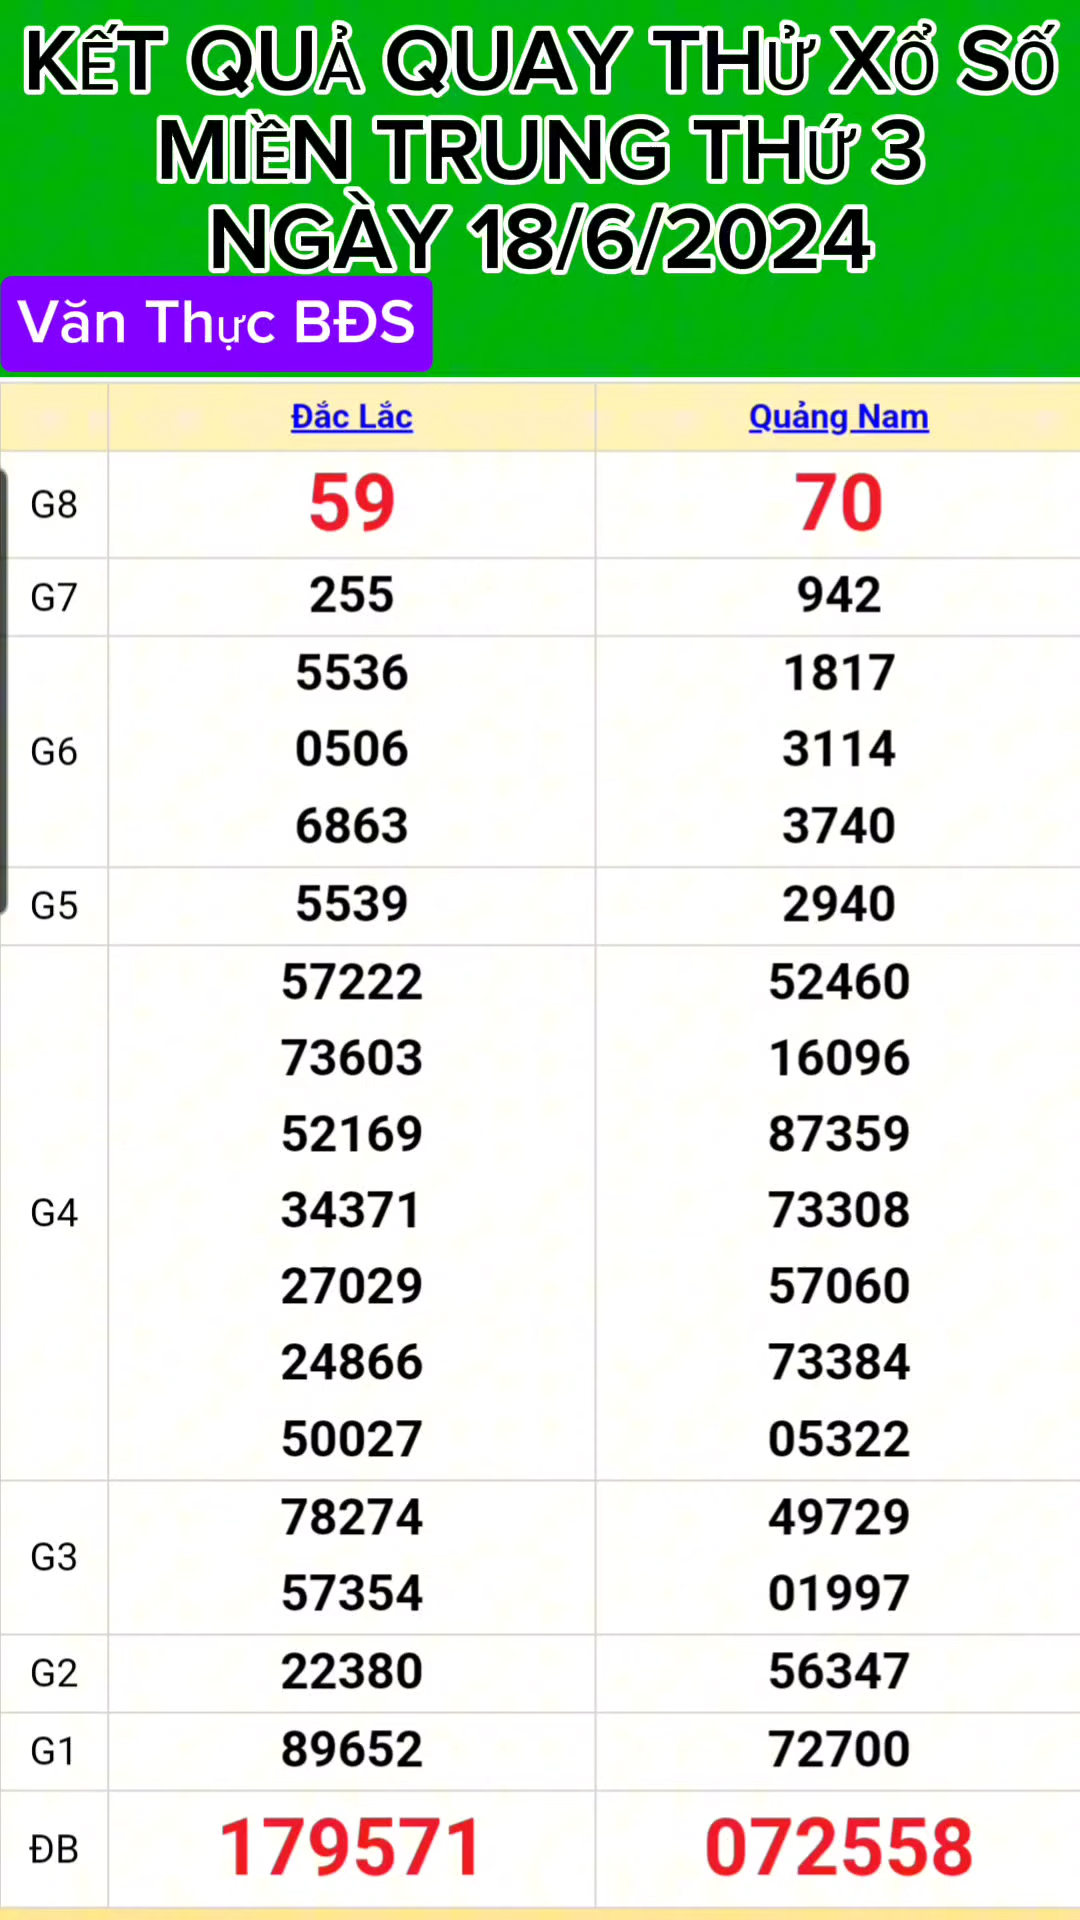 KẾT QUẢ QUAY THỬ XỔ SỐ
MIỀN TRUNG THỨ 3
NGÀY 18/6/2024
Văn Thực BĐS
Đắc Lắc Quảng Nam
G8 59 70
G7 255 942
5536 1817
G6 0506 3114
6863 3740
G5 5539 2940
57222 52460
73603 16096
52169 87359
G4 34371 73308
27029 57060
24866 73384
50027 05322
78274 49729
G3
57354 01997
G2 22380 56347
G1 89652 72700
ĐB 179571 072558